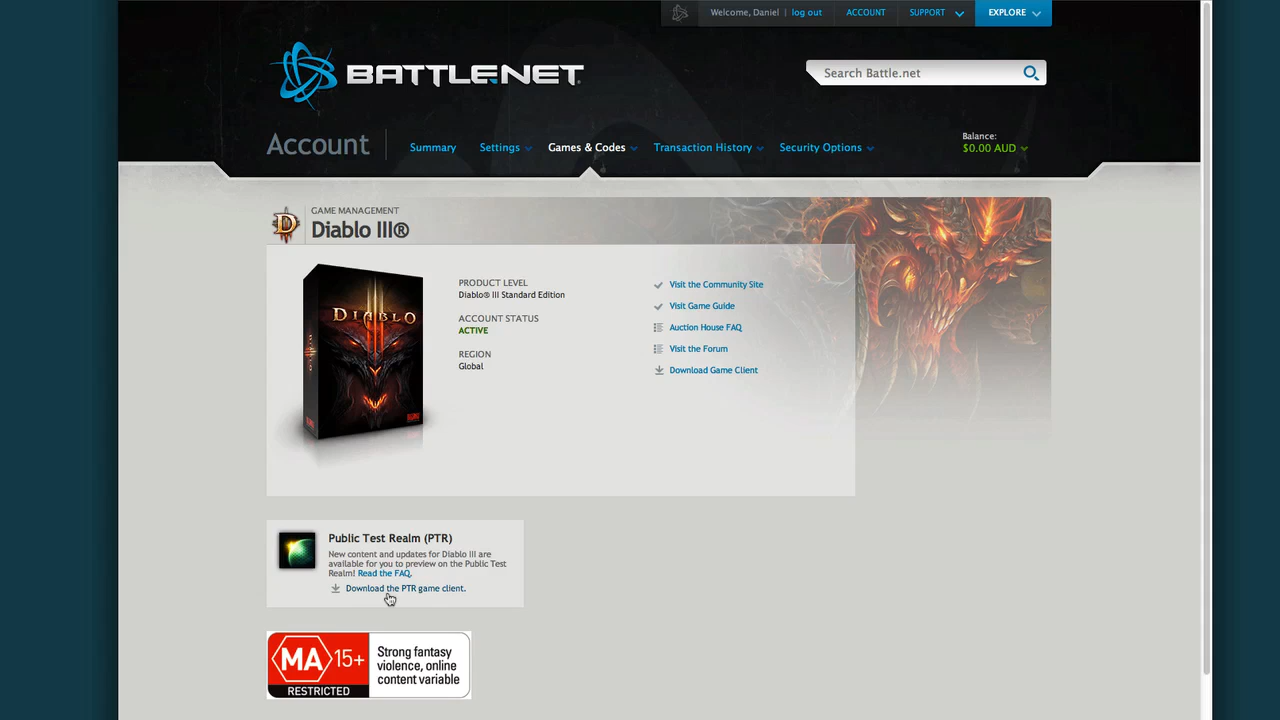 Welcome, Daniel | log out
ACCOUNT
SUPPORT
EXPLORE
BATTLE.NET
Search Battle.net
Account
Summary
Settings
Games & Codes
Transaction History
Security Options
Balance:
$0.00 AUD
GAME MANAGEMENT
Diablo III®
DIABLO
PRODUCT LEVEL
Diablo® III Standard Edition
ACCOUNT STATUS
ACTIVE
REGION
Global
Visit the Community Site
Visit Game Guide
Auction House FAQ
Visit the Forum
Download Game Client
Public Test Realm (PTR)
New content and updates for Diablo III are
available for you to preview on the Public Test
Realm! Read the FAQ.
Download the PTR game client.
MA 15+
RESTRICTED
Strong fantasy
violence, online
content variable